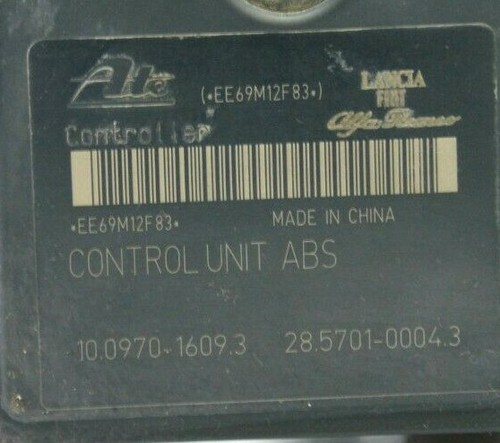 Ate (*EE69M12F83*) LANCIA
FIAT
Controller Alfa Romeo
*EE69M12F83* MADE IN CHINA
CONTROL UNIT ABS
10.0970-1609.3 28.5701-0004.3